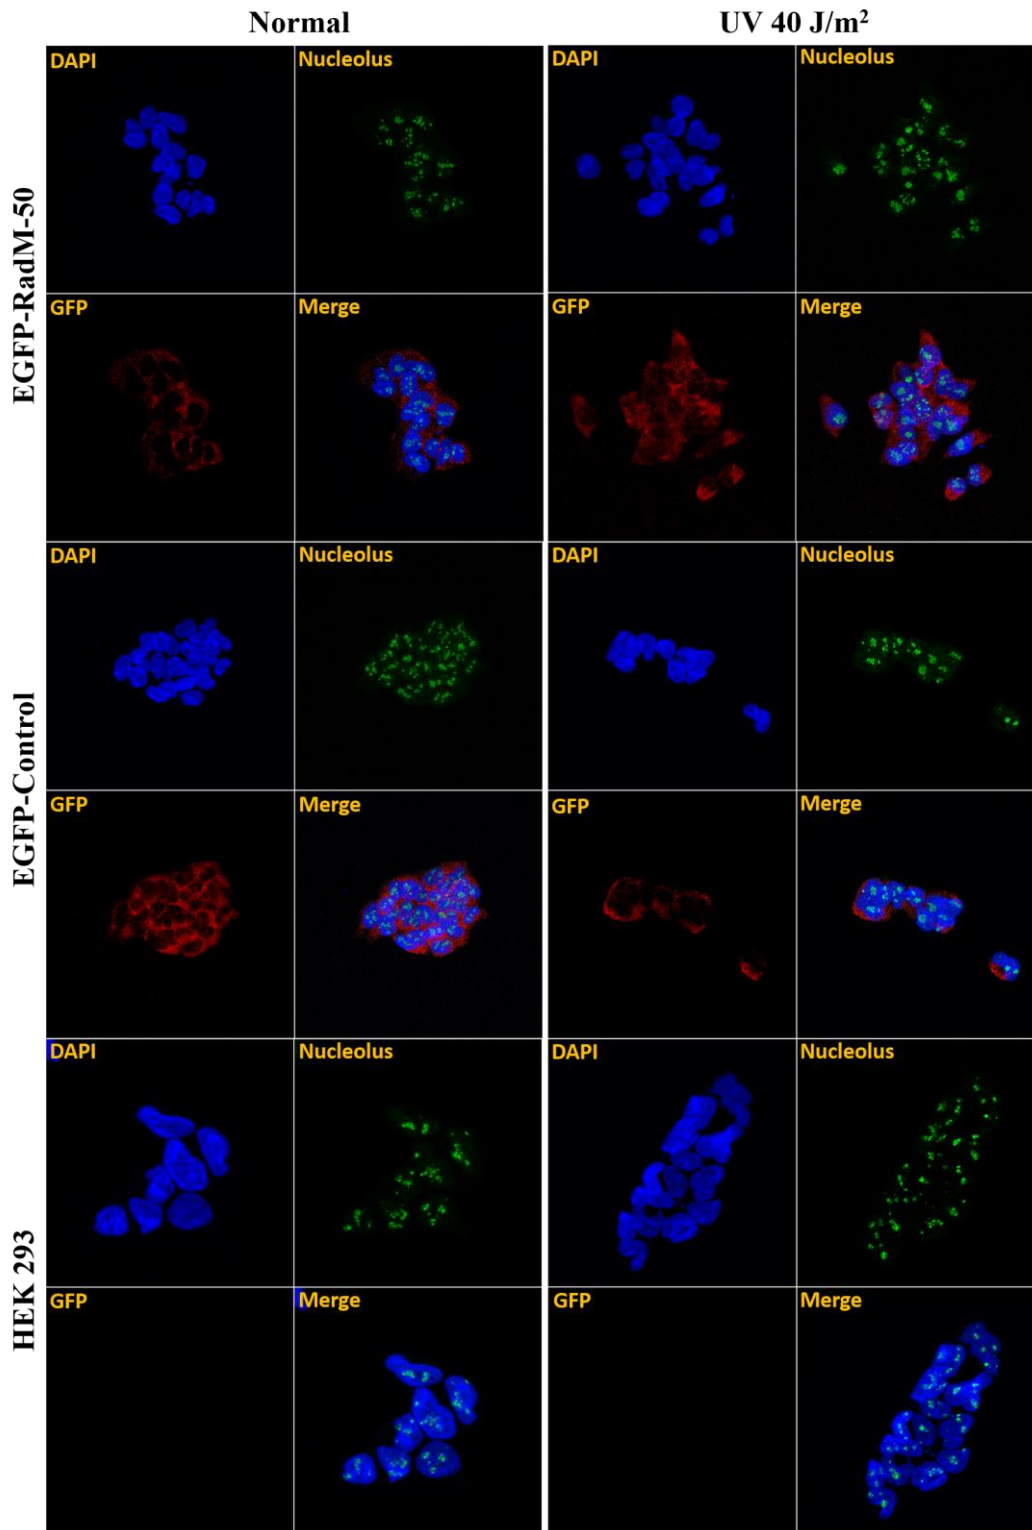 Normal
UV 40 J/m²
EGFP-RadM-50
DAPI
Nucleolus
DAPI
Nucleolus
GFP
Merge
GFP
Merge
EGFP-Control
DAPI
Nucleolus
DAPI
Nucleolus
GFP
Merge
GFP
Merge
HEK 293
DAPI
Nucleolus
DAPI
Nucleolus
GFP
Merge
GFP
Merge